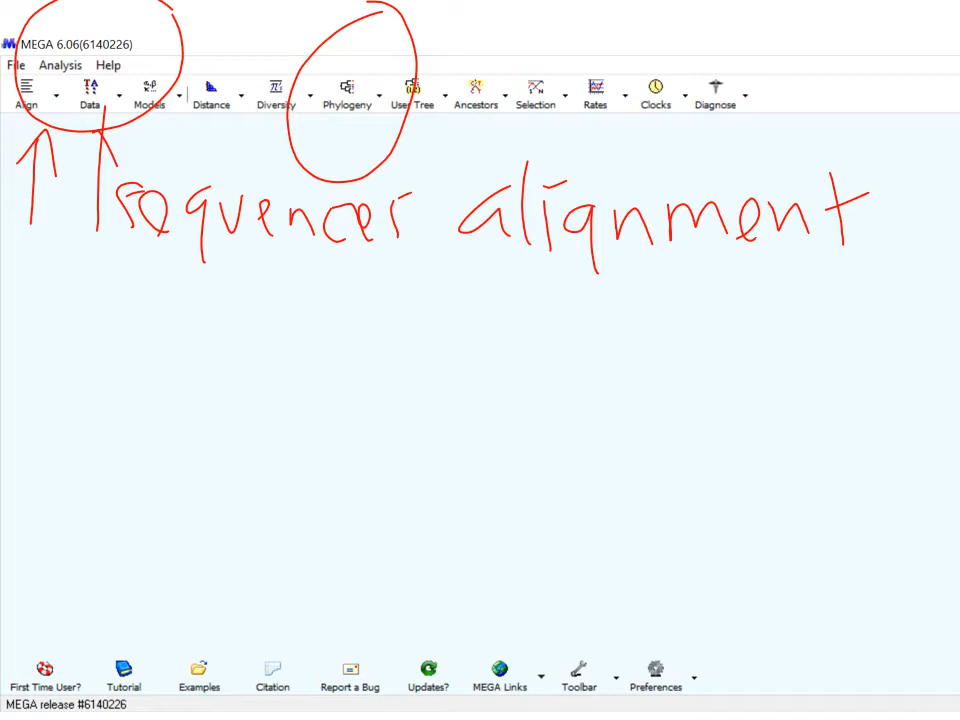 MEGA 6.06(6140226)
File Analysis Help
Align Data Models Distance Diversity Phylogeny User Tree Ancestors Selection Rates Clocks Diagnose
sequences alignment
First Time User? Tutorial Examples Citation Report a Bug Updates? MEGA Links Toolbar Preferences
MEGA release #6140226